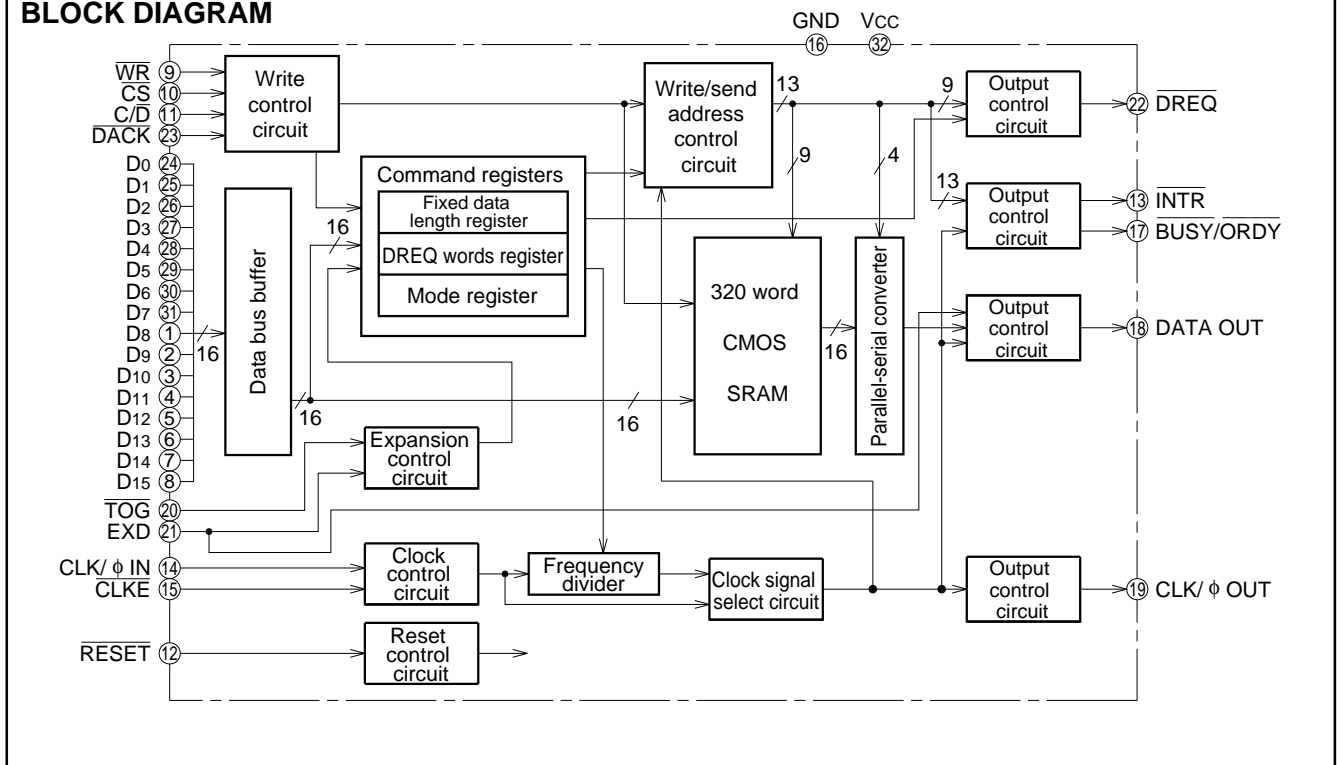 BLOCK DIAGRAM
GND VCC
16 32
WR 9
CS 10
C/D 11
DACK 23
D0 24
D1 25
D2 26
D3 27
D4 28
D5 29
D6 30
D7 31
D8 1
D9 2
D10 3
D11 4
D12 5
D13 6
D14 7
D15 8
TOG 20
EXD 21
CLK/ φ IN 14
CLKE 15
RESET 12
Write
control
circuit
16
Data bus buffer
16
16
Command registers
Fixed data
length register
DREQ words register
Mode register
Expansion
control
circuit
Clock
control
circuit
Reset
control
circuit
Frequency
divider
Clock signal
select circuit
Write/send
address
control
circuit
13
9
4
9
13
16
320 word
CMOS
SRAM
16
Parallel-serial converter
Output
control
circuit
22 DREQ
Output
control
circuit
13 INTR
17 BUSY/ORDY
Output
control
circuit
18 DATA OUT
Output
control
circuit
19 CLK/ φ OUT